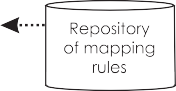 Repository
of mapping
rules